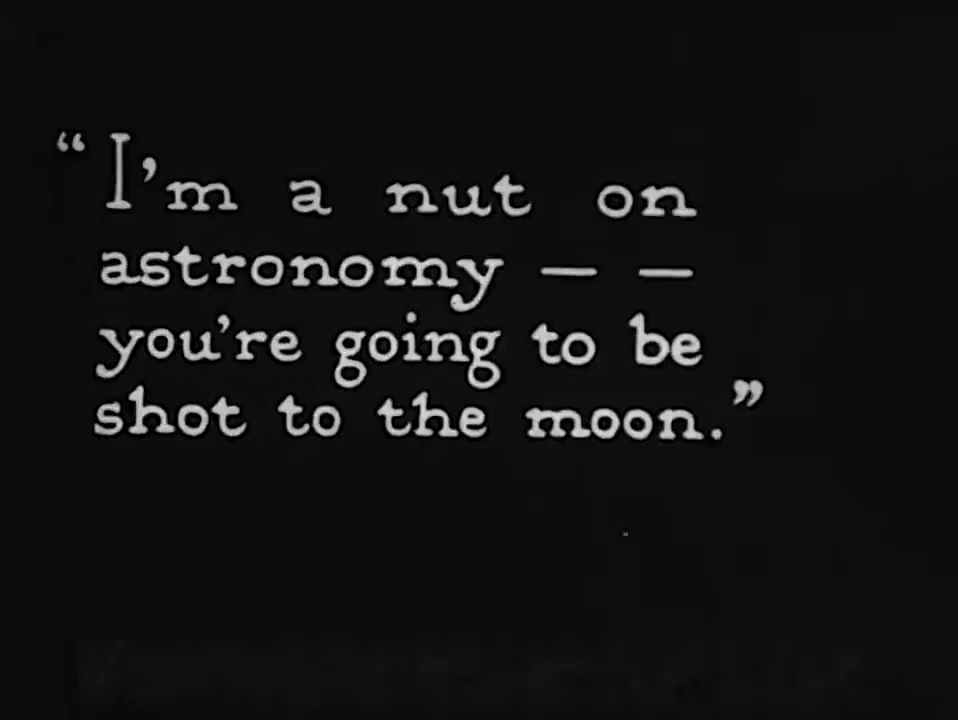 “I’m a nut on
astronomy — —
you’re going to be
shot to the moon.”